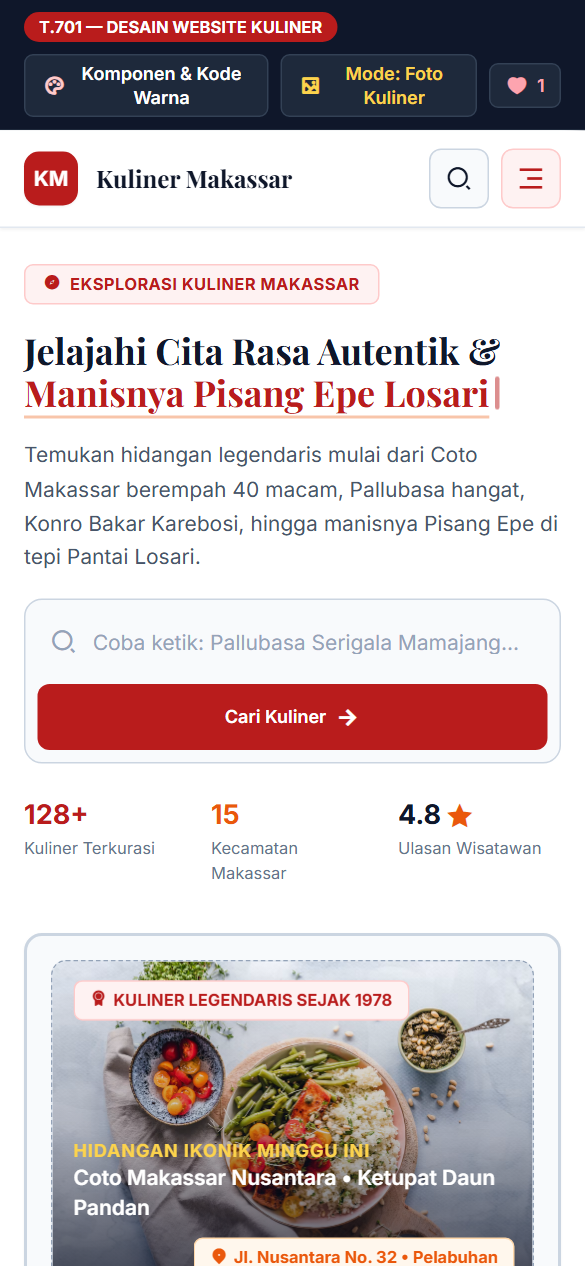 T.701 — DESAIN WEBSITE KULINER
Komponen & Kode
Warna
Mode: Foto
Kuliner
1
KM
Kuliner Makassar
EKSPLORASI KULINER MAKASSAR
Jelajahi Cita Rasa Autentik &
Manisnya Pisang Epe Losari
Temukan hidangan legendaris mulai dari Coto
Makassar berempah 40 macam, Pallubasa hangat,
Konro Bakar Karebosi, hingga manisnya Pisang Epe di
tepi Pantai Losari.
Coba ketik: Pallubasa Serigala Mamajang...
Cari Kuliner →
128+
Kuliner Terkurasi
15
Kecamatan
Makassar
4.8 ★
Ulasan Wisatawan
KULINER LEGENDARIS SEJAK 1978
HIDANGAN IKONIK MINGGU INI
Coto Makassar Nusantara • Ketupat Daun
Pandan
Jl. Nusantara No. 32 • Pelabuhan